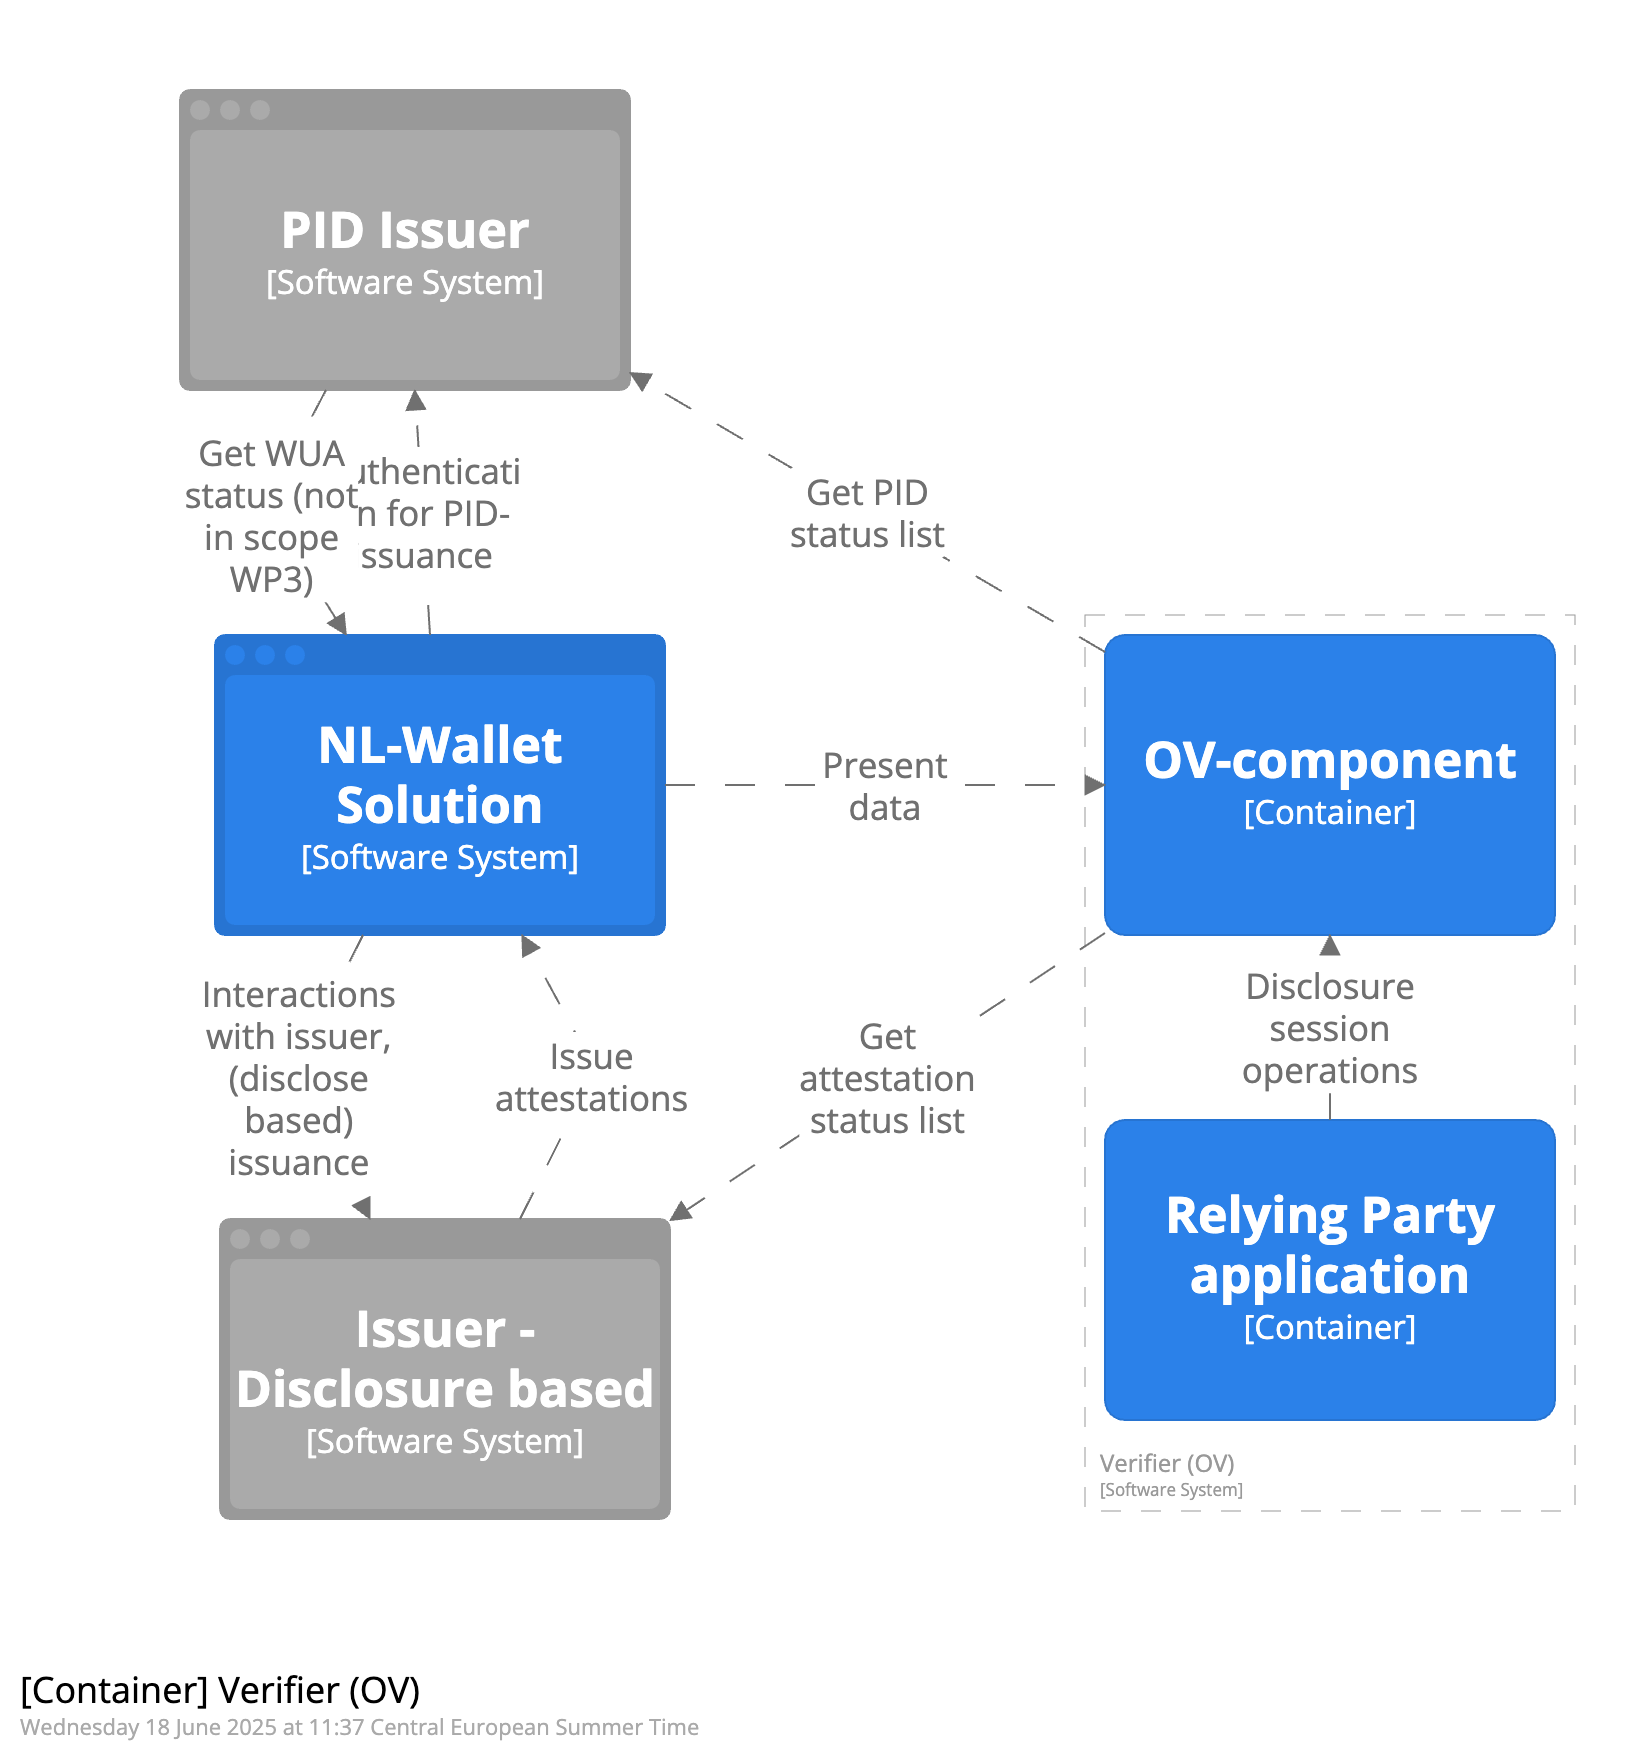 PID Issuer
[Software System]
Get WUA
status (not
in scope
WP3)
uthenticati
n for PID-
ssuance
Get PID
status list
NL-Wallet
Solution
[Software System]
Present
data
OV-component
[Container]
Interactions
with issuer,
(disclose
based)
issuance
Issue
attestations
Get
attestation
status list
Disclosure
session
operations
Relying Party
application
[Container]
Issuer -
Disclosure based
[Software System]
Verifier (OV)
[Software System]
[Container] Verifier (OV)
Wednesday 18 June 2025 at 11:37 Central European Summer Time